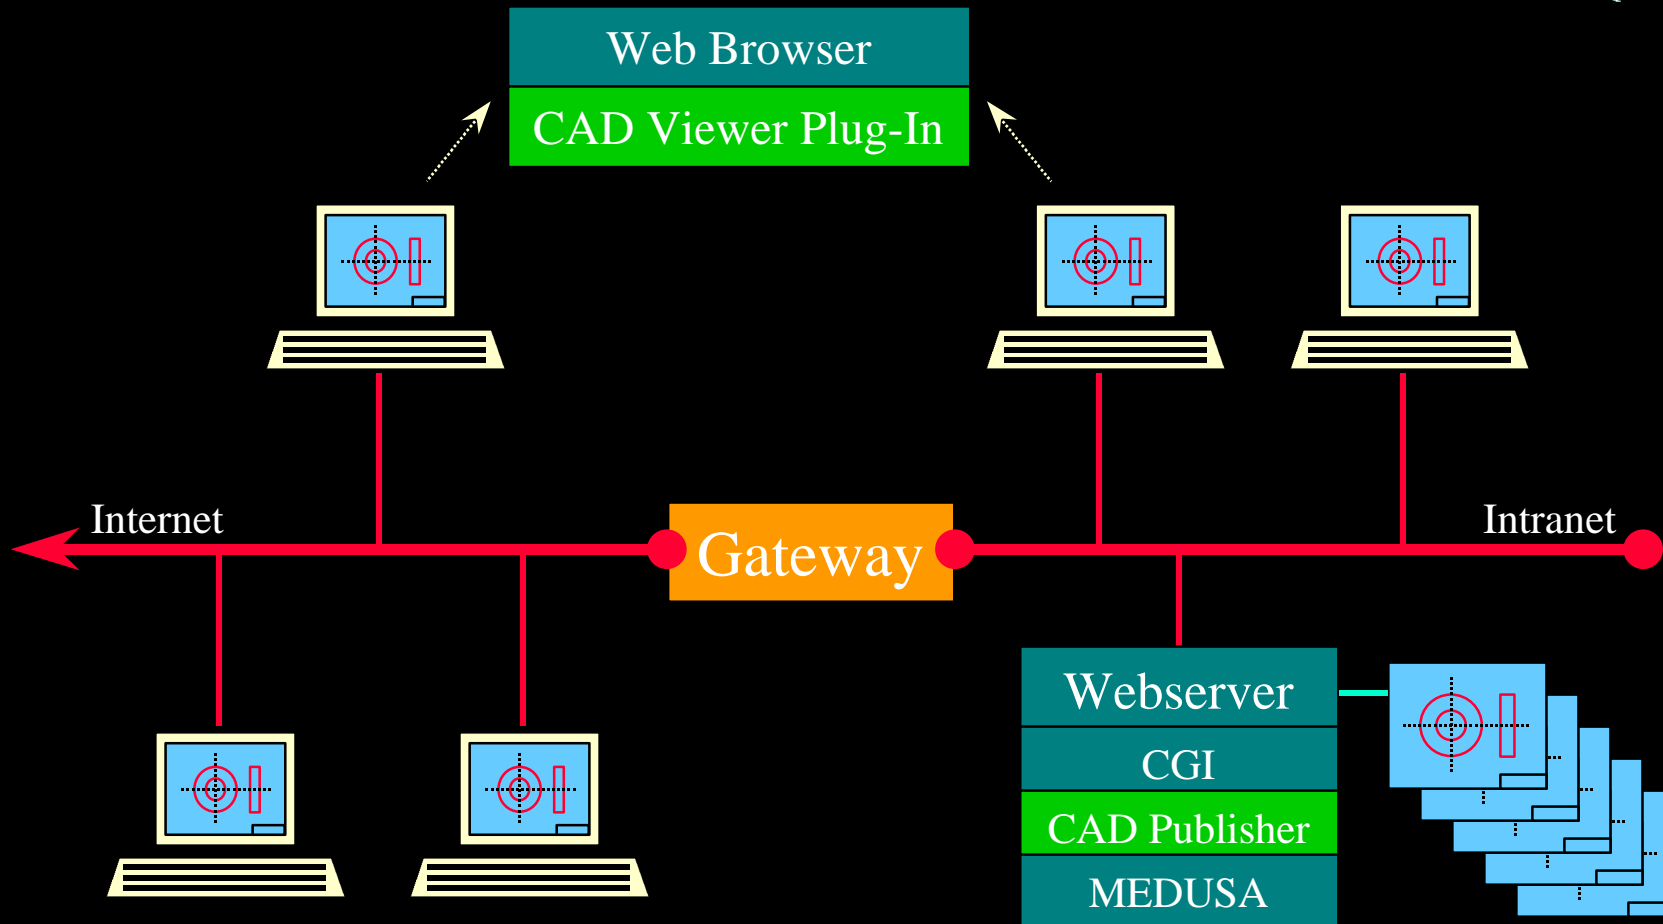 Web Browser
CAD Viewer Plug-In
Internet
Gateway
Intranet
Webserver
CGI
CAD Publisher
MEDUSA